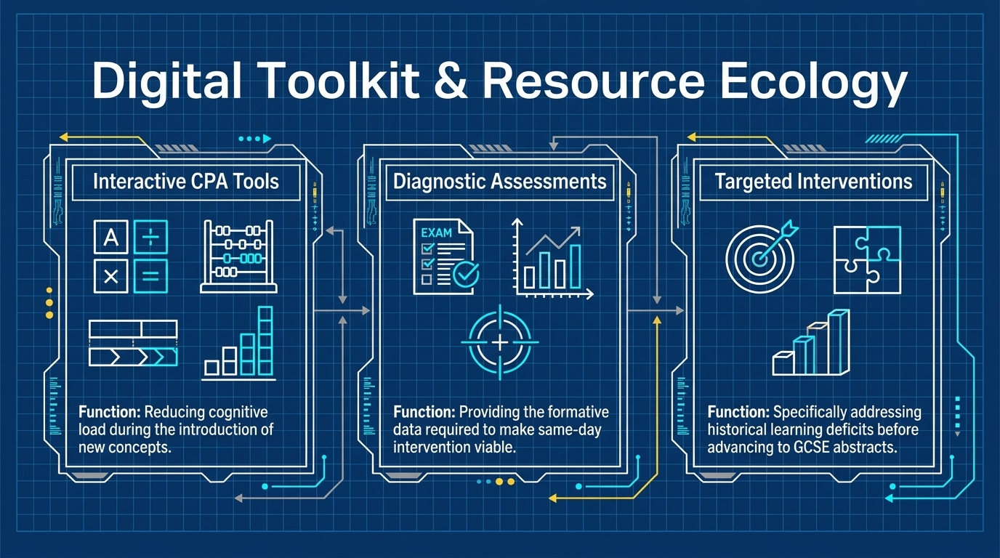 Digital Toolkit & Resource Ecology
Interactive CPA Tools
A ÷
× =
Function: Reducing cognitive
load during the introduction of
new concepts.
Diagnostic Assessments
EXAM
Function: Providing the formative
data required to make same-day
intervention viable.
Targeted Interventions
Function: Specifically addressing
historical learning deficits before
advancing to GCSE abstracts.